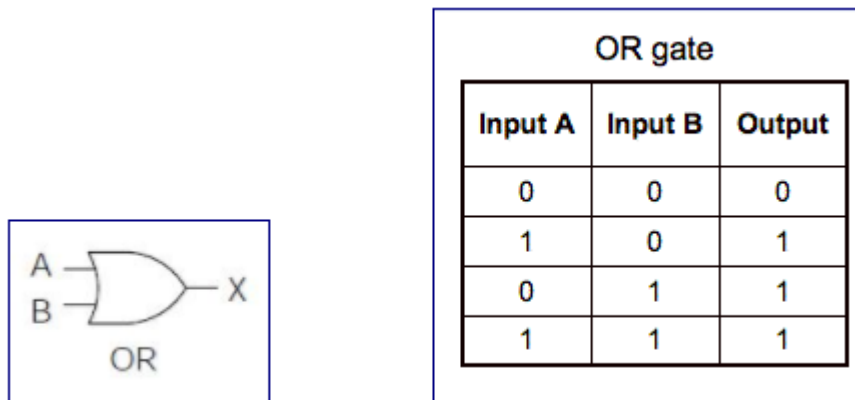 OR gate
Input A Input B Output
0 0 0
1 0 1
0 1 1
1 1 1
A
B
X
OR